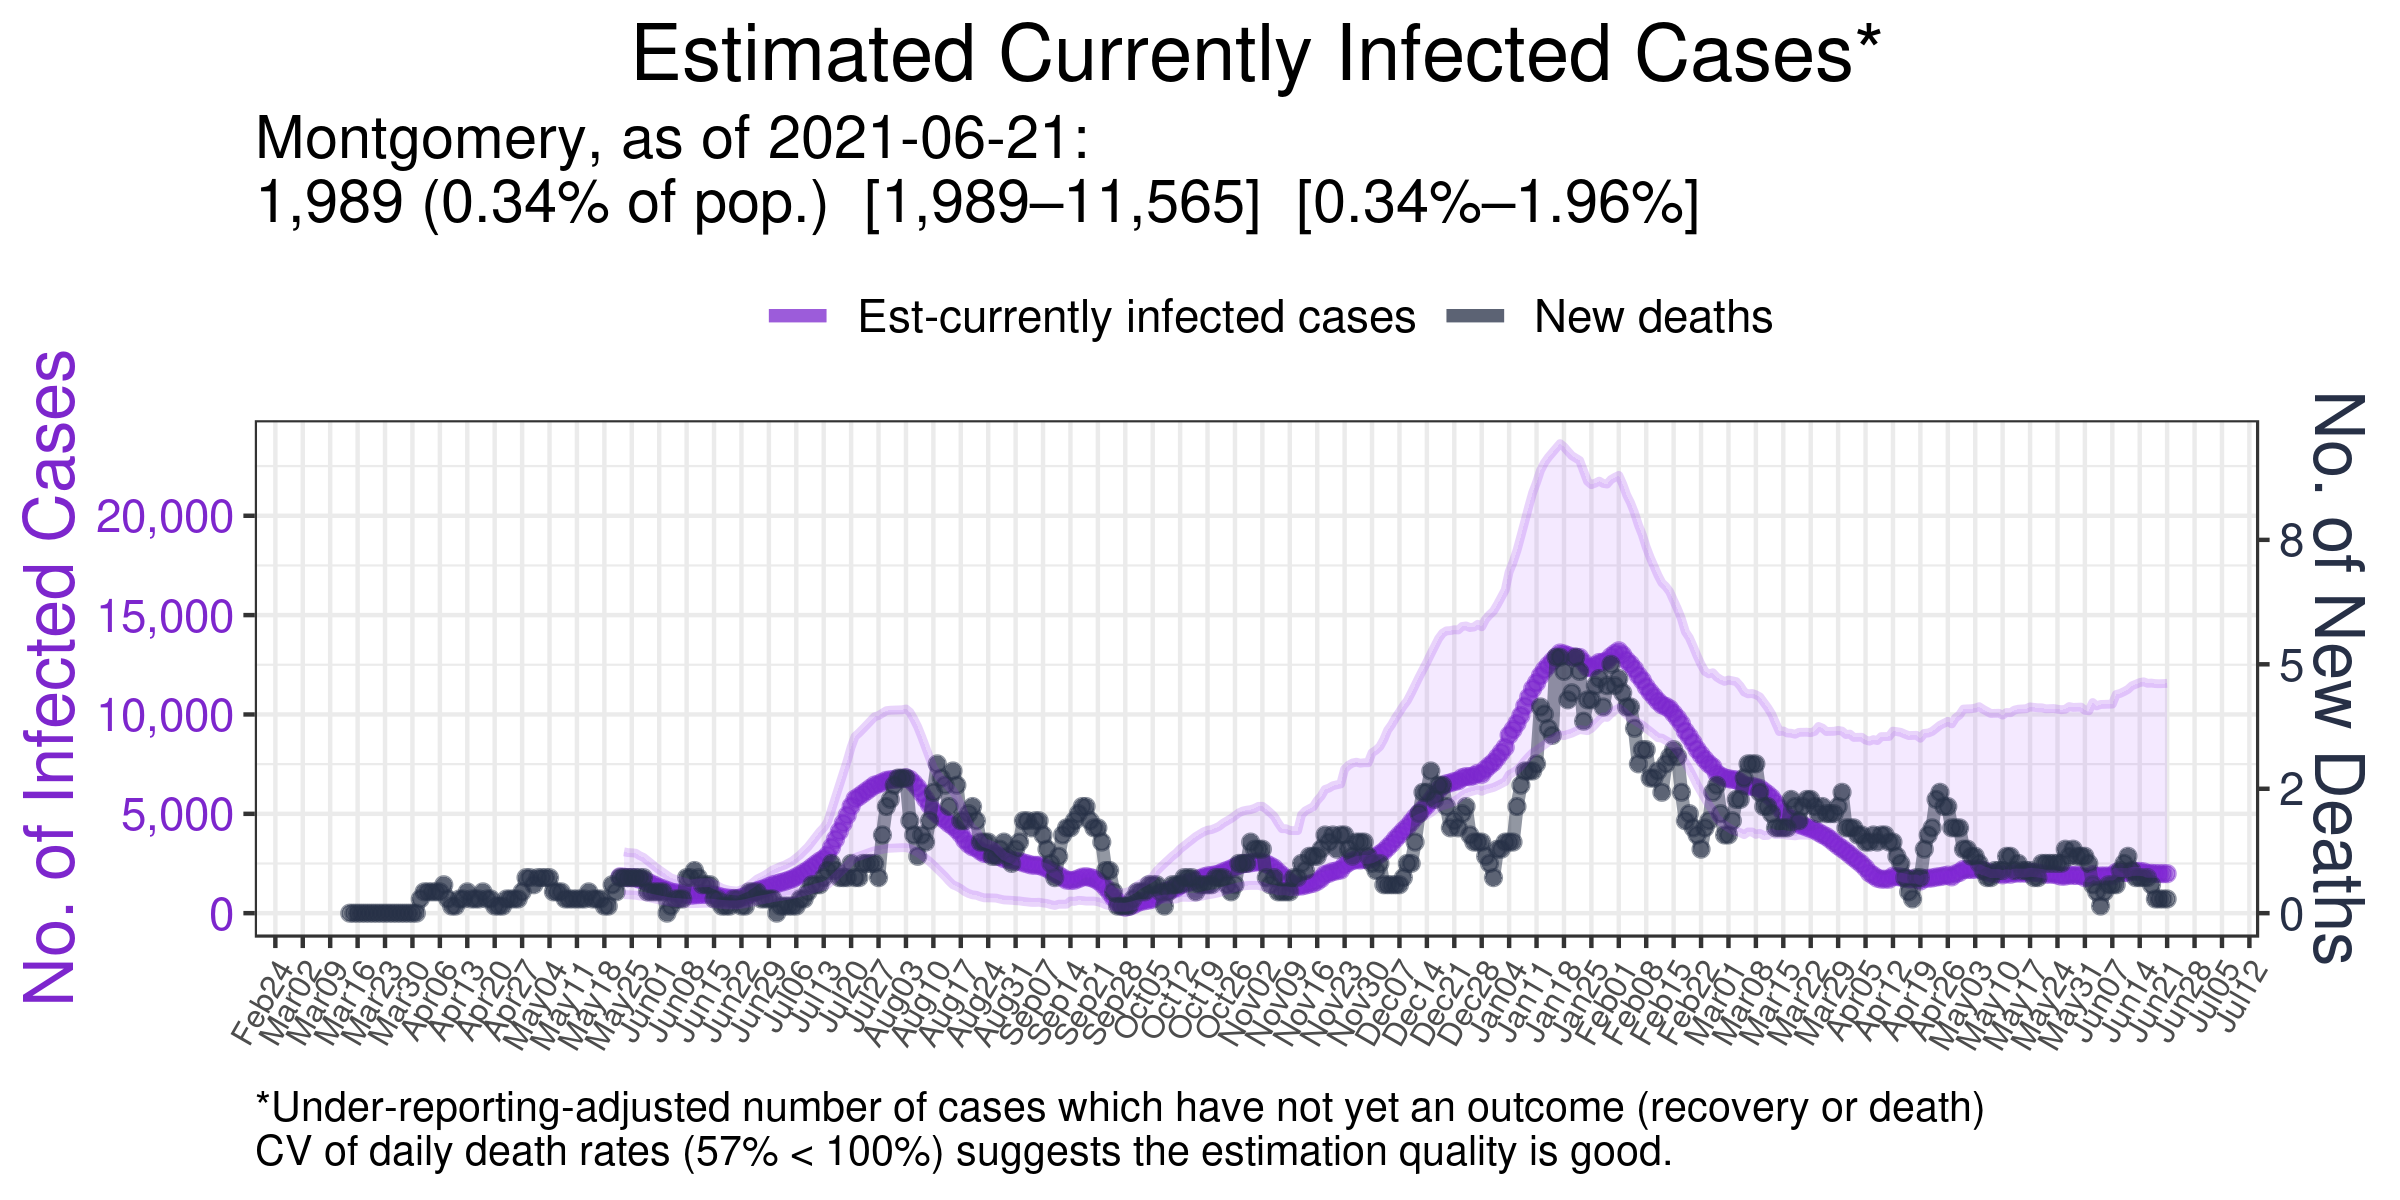 Estimated Currently Infected Cases*
Montgomery, as of 2021-06-21:
1,989 (0.34% of pop.)  [1,989–11,565]  [0.34%–1.96%]
Est-currently infected cases
New deaths
No. of Infected Cases
20,000
15,000
10,000
5,000
0
No. of New Deaths
8
5
2
0
Feb24
Mar02
Mar09
Mar16
Mar23
Mar30
Apr06
Apr13
Apr20
Apr27
May04
May11
May18
May25
Jun01
Jun08
Jun15
Jun22
Jun29
Jul06
Jul13
Jul20
Jul27
Aug03
Aug10
Aug17
Aug24
Aug31
Sep07
Sep14
Sep21
Sep28
Oct05
Oct12
Oct19
Oct26
Nov02
Nov09
Nov16
Nov23
Nov30
Dec07
Dec14
Dec21
Dec28
Jan04
Jan11
Jan18
Jan25
Feb01
Feb08
Feb15
Feb22
Mar01
Mar08
Mar15
Mar22
Mar29
Apr05
Apr12
Apr19
Apr26
May03
May10
May17
May24
May31
Jun07
Jun14
Jun21
Jun28
Jul05
Jul12
*Under-reporting-adjusted number of cases which have not yet an outcome (recovery or death)
CV of daily death rates (57% < 100%) suggests the estimation quality is good.